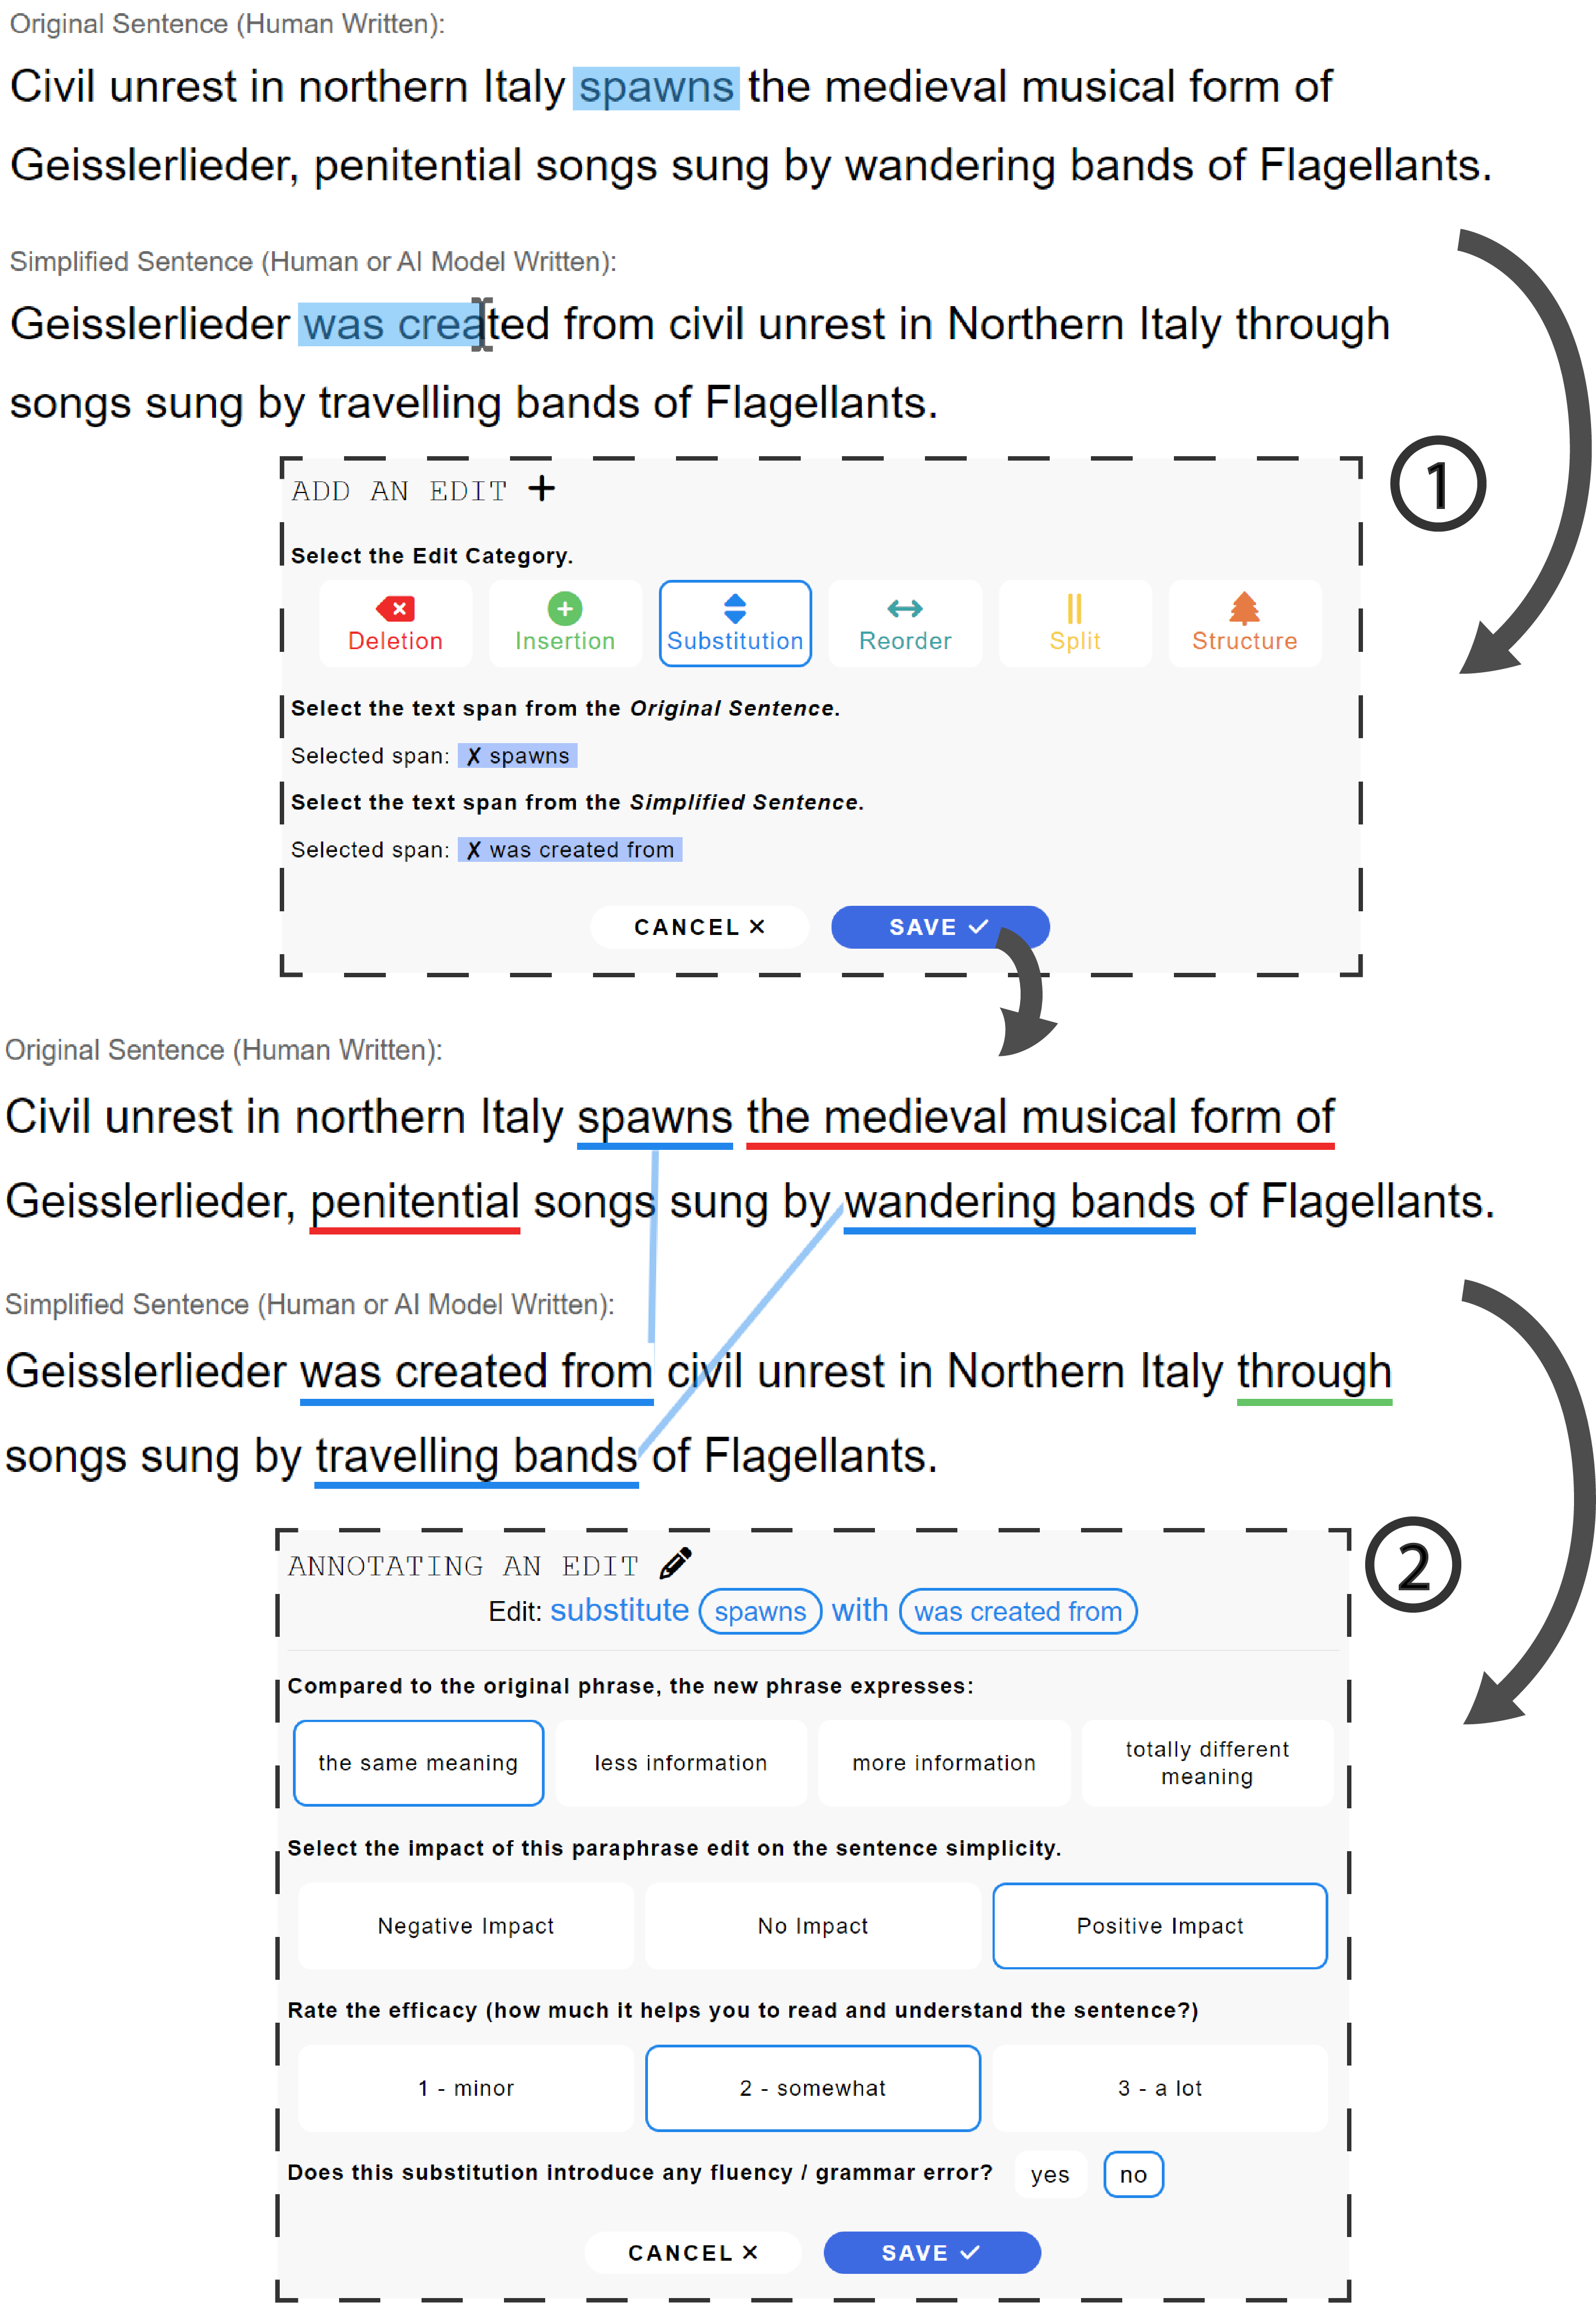 Original Sentence (Human Written):
Civil unrest in northern Italy spawns the medieval musical form of
Geisslerlieder, penitential songs sung by wandering bands of Flagellants.
Simplified Sentence (Human or AI Model Written):
Geisslerlieder was created from civil unrest in Northern Italy through
songs sung by travelling bands of Flagellants.
1
ADD AN EDIT +
Select the Edit Category.
Deletion Insertion Substitution Reorder Split Structure
Select the text span from the Original Sentence.
Selected span: ✗ spawns
Select the text span from the Simplified Sentence.
Selected span: ✗ was created from
CANCEL ✕ SAVE ✓
Original Sentence (Human Written):
Civil unrest in northern Italy spawns the medieval musical form of
Geisslerlieder, penitential songs sung by wandering bands of Flagellants.
Simplified Sentence (Human or AI Model Written):
Geisslerlieder was created from civil unrest in Northern Italy through
songs sung by travelling bands of Flagellants.
2
ANNOTATING AN EDIT
Edit: substitute spawns with was created from
Compared to the original phrase, the new phrase expresses:
the same meaning less information more information totally different
meaning
Select the impact of this paraphrase edit on the sentence simplicity.
Negative Impact No Impact Positive Impact
Rate the efficacy (how much it helps you to read and understand the sentence?)
1 - minor 2 - somewhat 3 - a lot
Does this substitution introduce any fluency / grammar error? yes no
CANCEL ✕ SAVE ✓